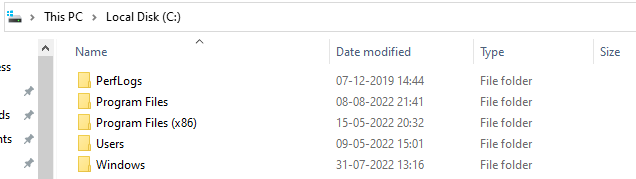 This PC > Local Disk (C:)
Name Date modified Type Size
ess
PerfLogs 07-12-2019 14:44 File folder
Program Files 08-08-2022 21:41 File folder
ds
Program Files (x86) 15-05-2022 20:32 File folder
nts
Users 09-05-2022 15:01 File folder
Windows 31-07-2022 13:16 File folder